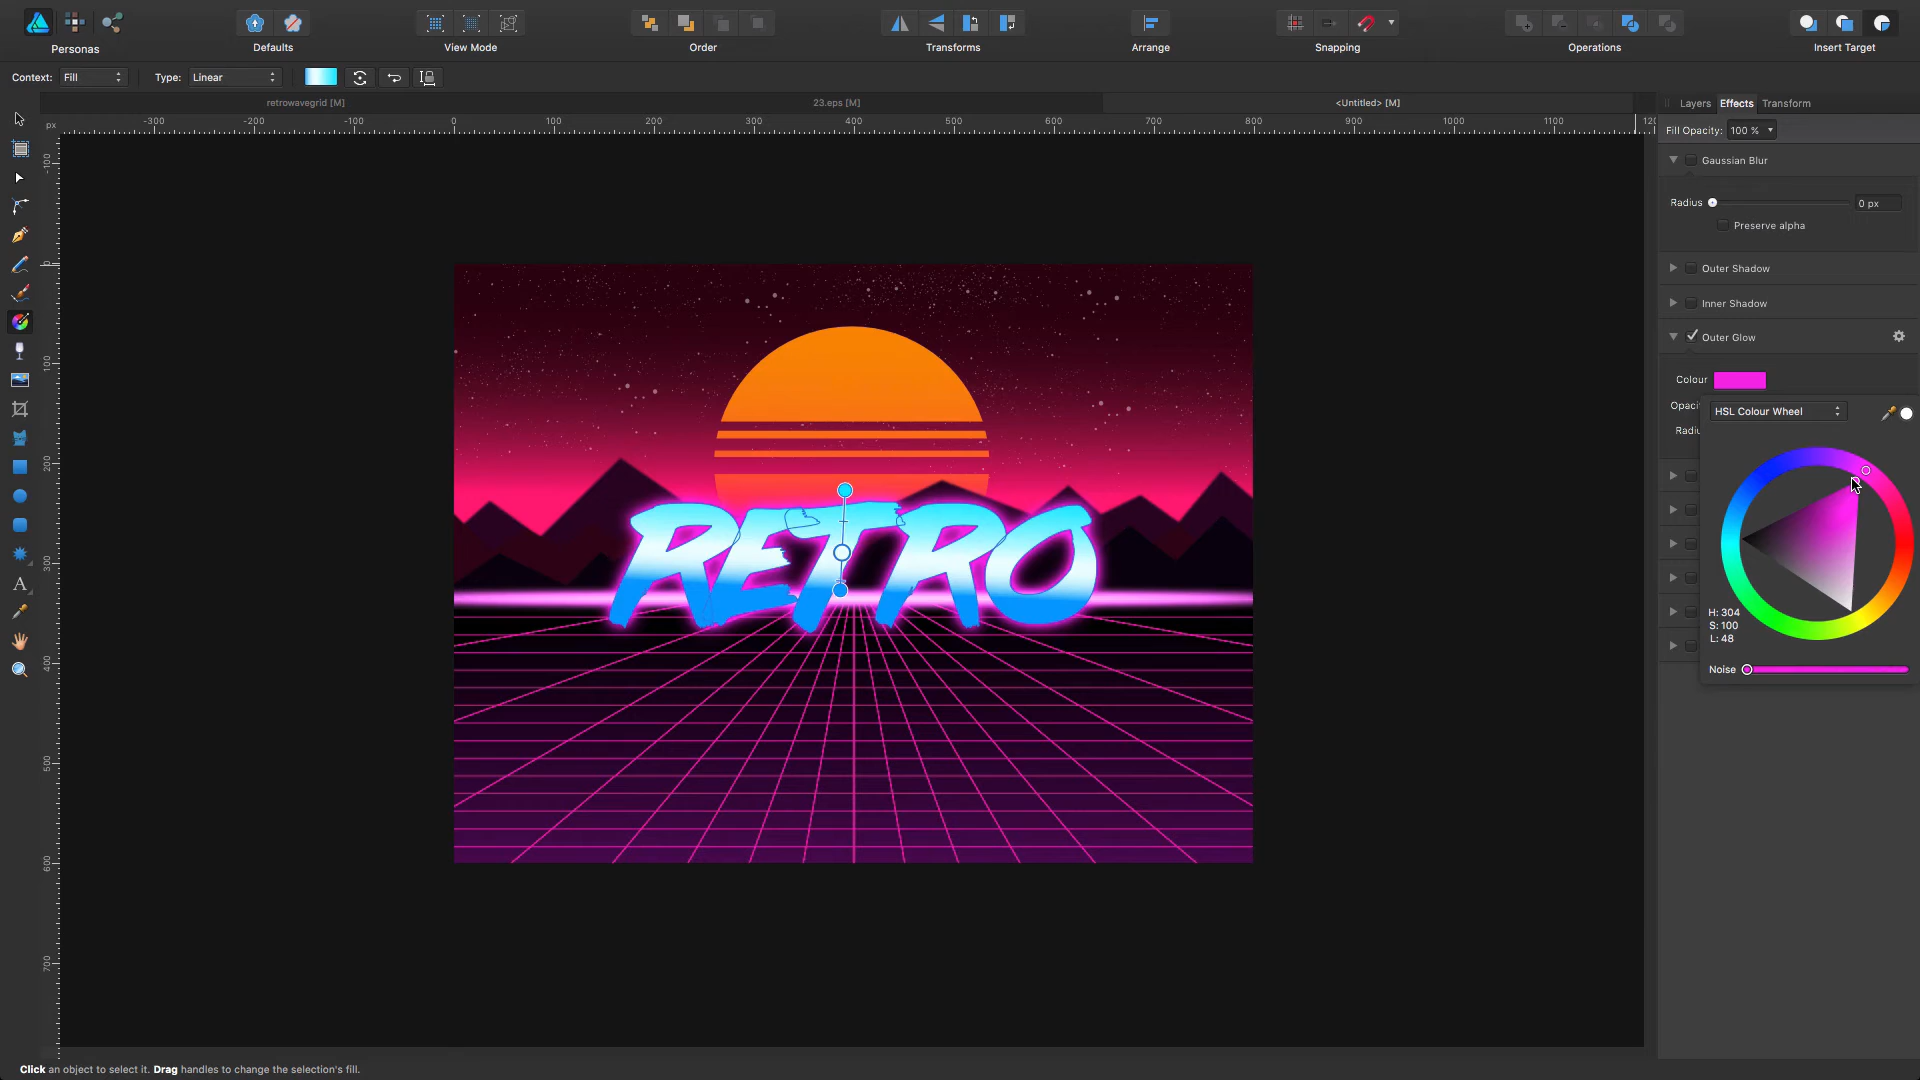 Personas
Defaults
View Mode
Order
Transforms
Arrange
Snapping
Operations
Insert Target
Context: Fill
Type: Linear
retrowavegrid [M]
23.eps [M]
<Untitled> [M]
Layers Effects Transform
px
-300 -200 -100 0 100 200 300 400 500 600 700 800 900 1000 1100
Fill Opacity: 100 %
Gaussian Blur
Radius 0 px
Preserve alpha
Outer Shadow
Inner Shadow
Outer Glow
Colour
HSL Colour Wheel
H: 304
S: 100
L: 48
Noise
-100
0
100
200
300
400
500
600
700
RETRO
A
Click an object to select it. Drag handles to change the selection's fill.